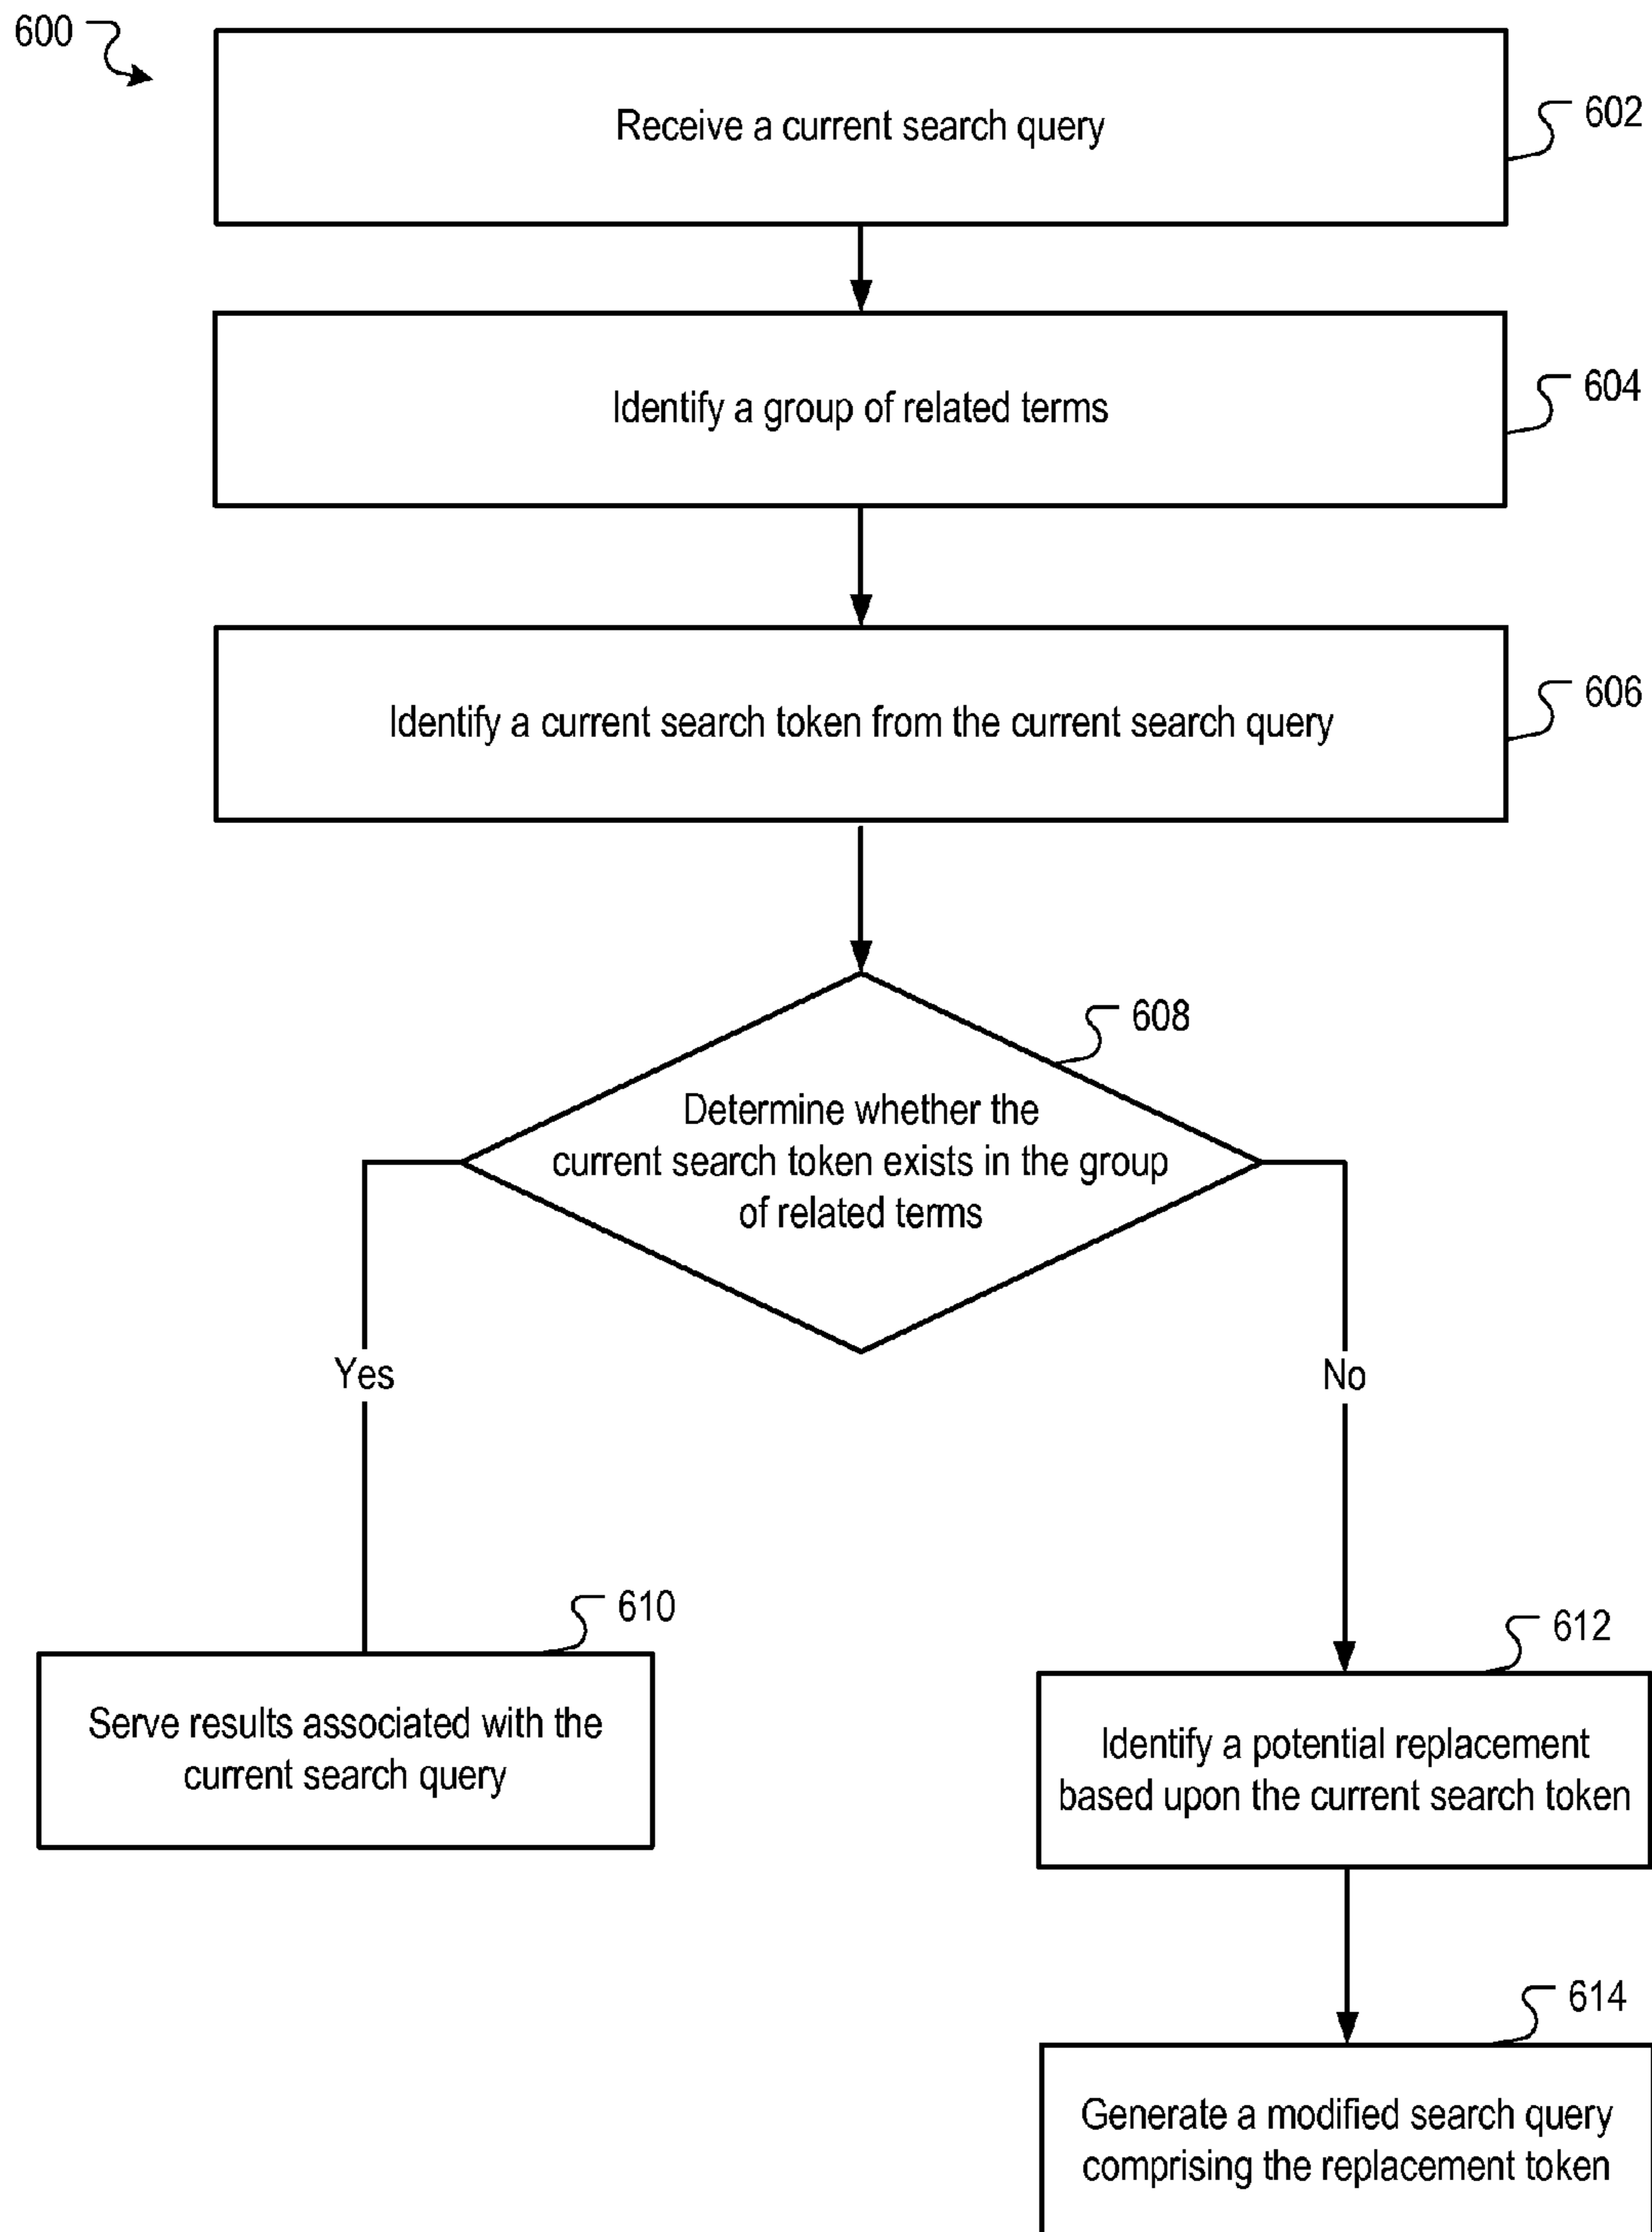 600
Receive a current search query
602
Identify a group of related terms
604
Identify a current search token from the current search query
606
608
Determine whether the
current search token exists in the group
of related terms
Yes
No
610
Serve results associated with the
current search query
612
Identify a potential replacement
based upon the current search token
614
Generate a modified search query
comprising the replacement token